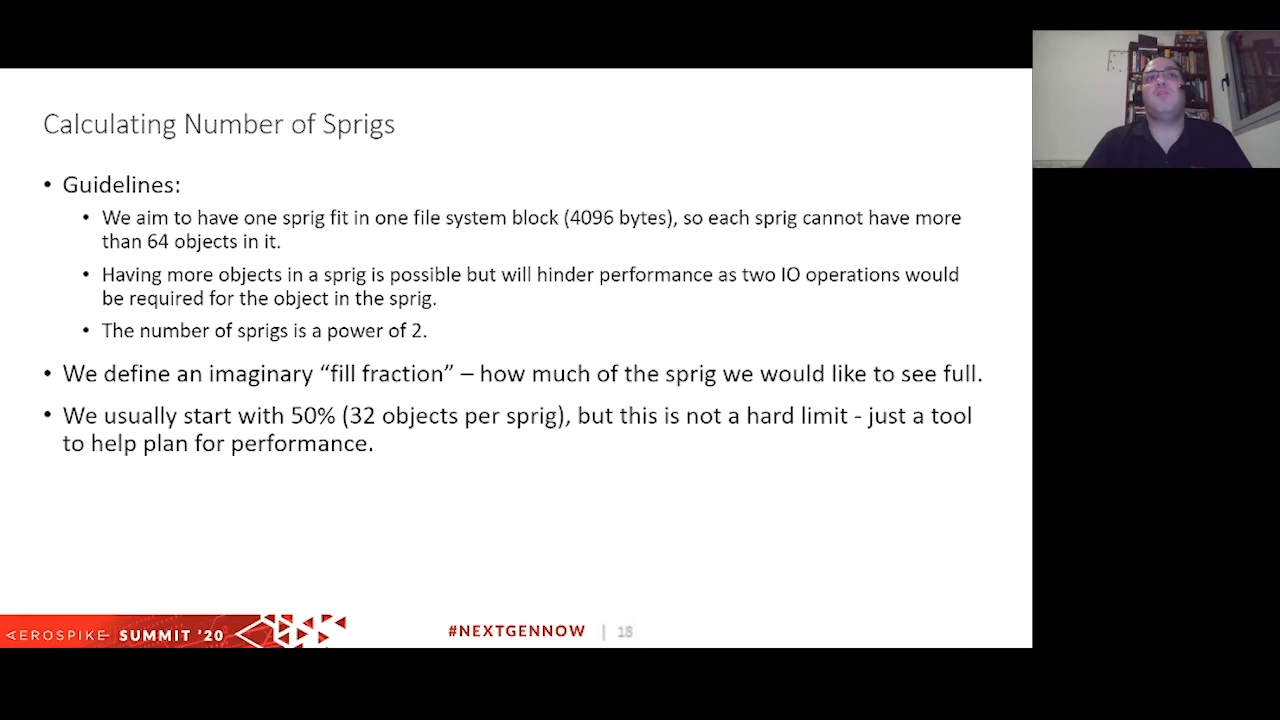 Calculating Number of Sprigs
• Guidelines:
• We aim to have one sprig fit in one file system block (4096 bytes), so each sprig cannot have more
than 64 objects in it.
• Having more objects in a sprig is possible but will hinder performance as two IO operations would
be required for the object in the sprig.
• The number of sprigs is a power of 2.
• We define an imaginary “fill fraction” – how much of the sprig we would like to see full.
• We usually start with 50% (32 objects per sprig), but this is not a hard limit - just a tool
to help plan for performance.
AEROSPIKE SUMMIT '20
#NEXTGENNOW | 18